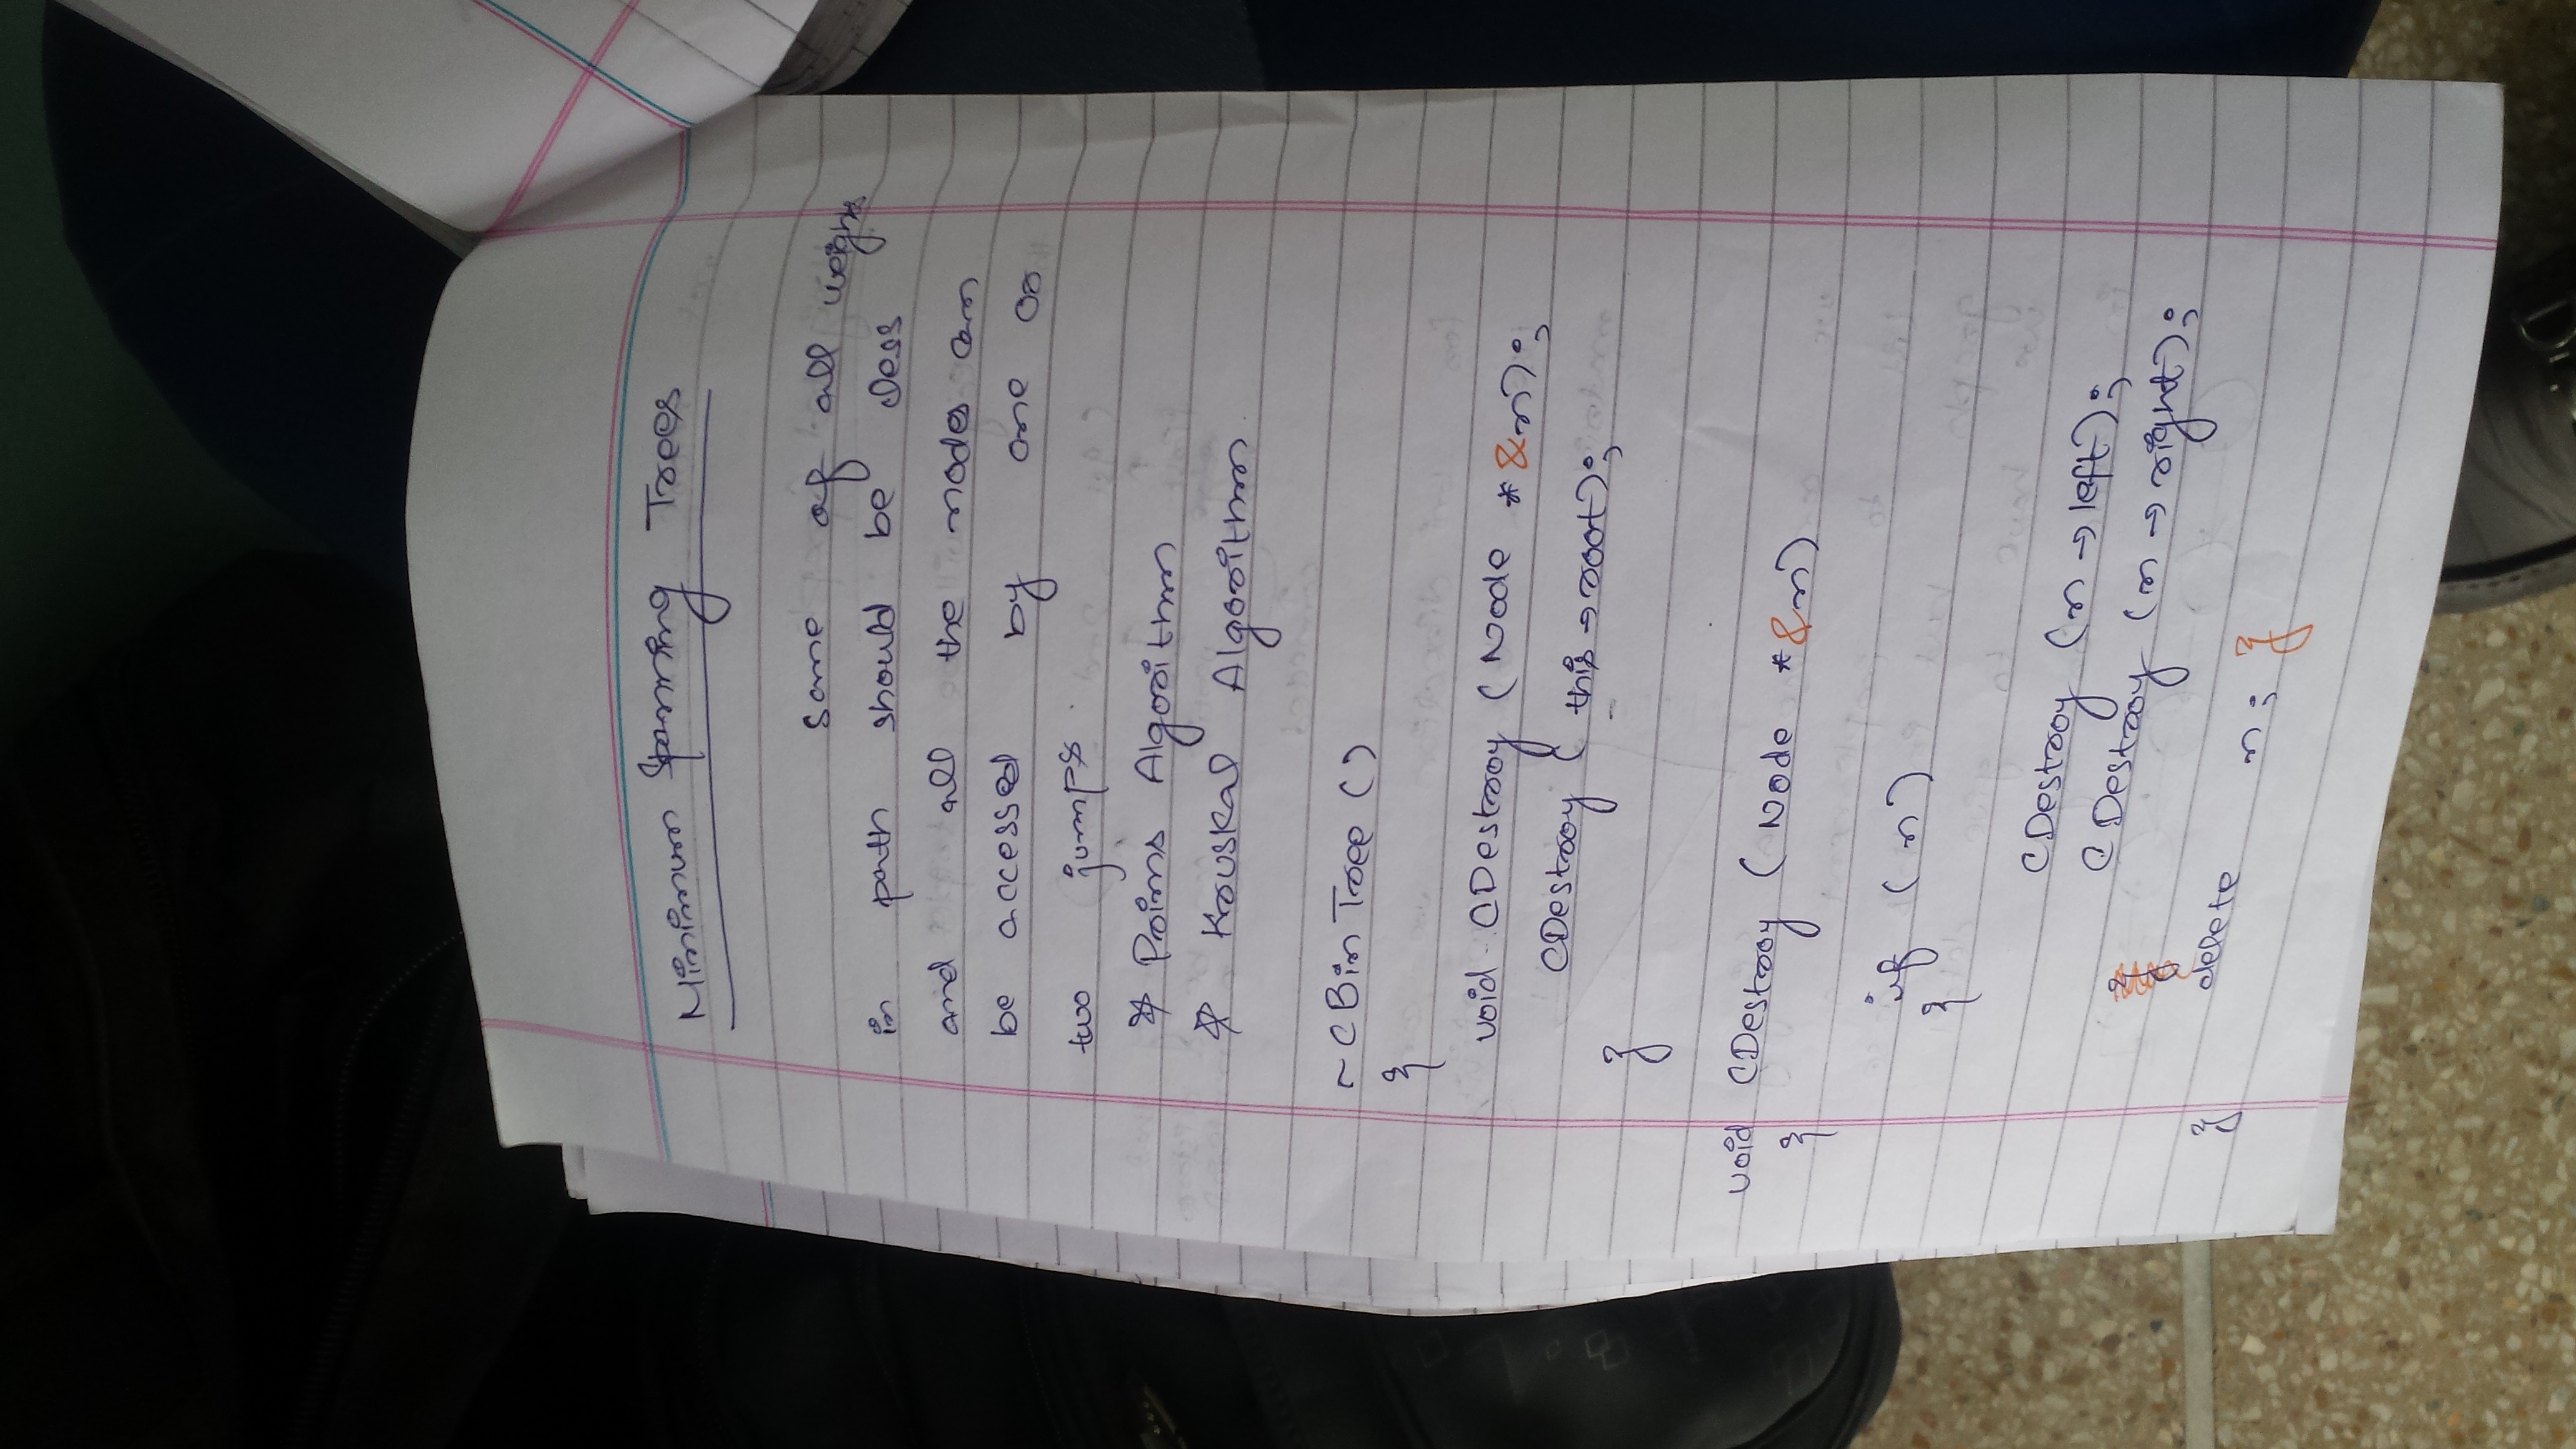 Minimum Spanning Trees
Some of all weights
in path should be less
and all the nodes can
be accessed by one or
two jumps.
* Prims Algorithm
* Kruskal Algorithm.
~CBinTree ()
{
void CDestroy (Node *&n);
CDestroy (this→root);
}
void CDestroy (Node *&n)
{
if (n)
{
CDestroy (n→left);
CDestroy (n→right);
delete n; }
}